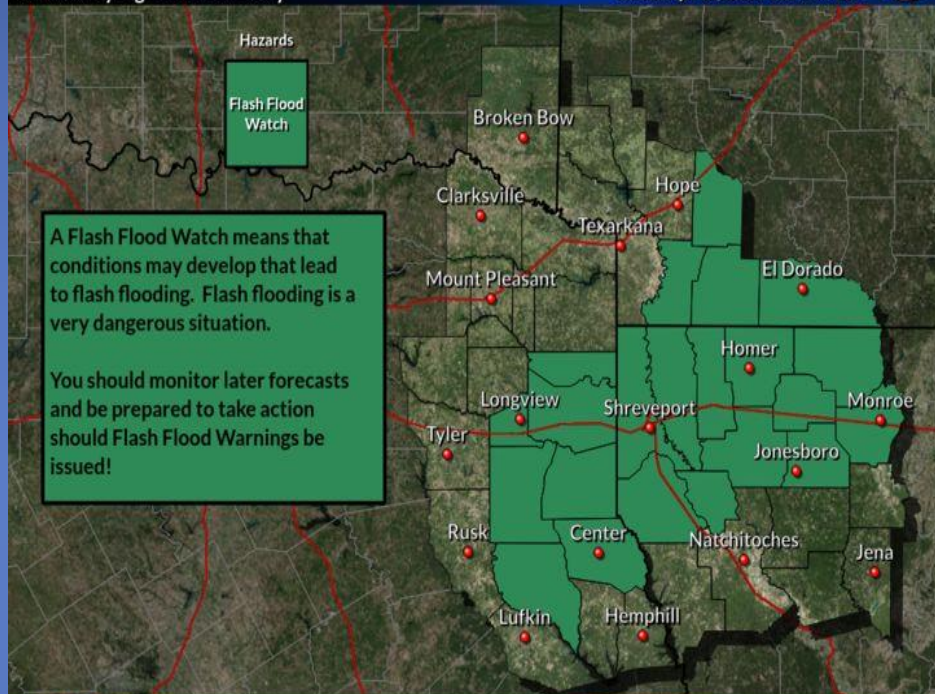 Hazards
Flash Flood
Watch
Broken Bow
Clarksville
Hope
Texarkana
A Flash Flood Watch means that
conditions may develop that lead
to flash flooding. Flash flooding is a
very dangerous situation.
You should monitor later forecasts
and be prepared to take action
should Flash Flood Warnings be
issued!
Mount Pleasant
El Dorado
Homer
Longview
Shreveport
Monroe
Tyler
Jonesboro
Rusk
Center
Natchitoches
Jena
Lufkin
Hemphill